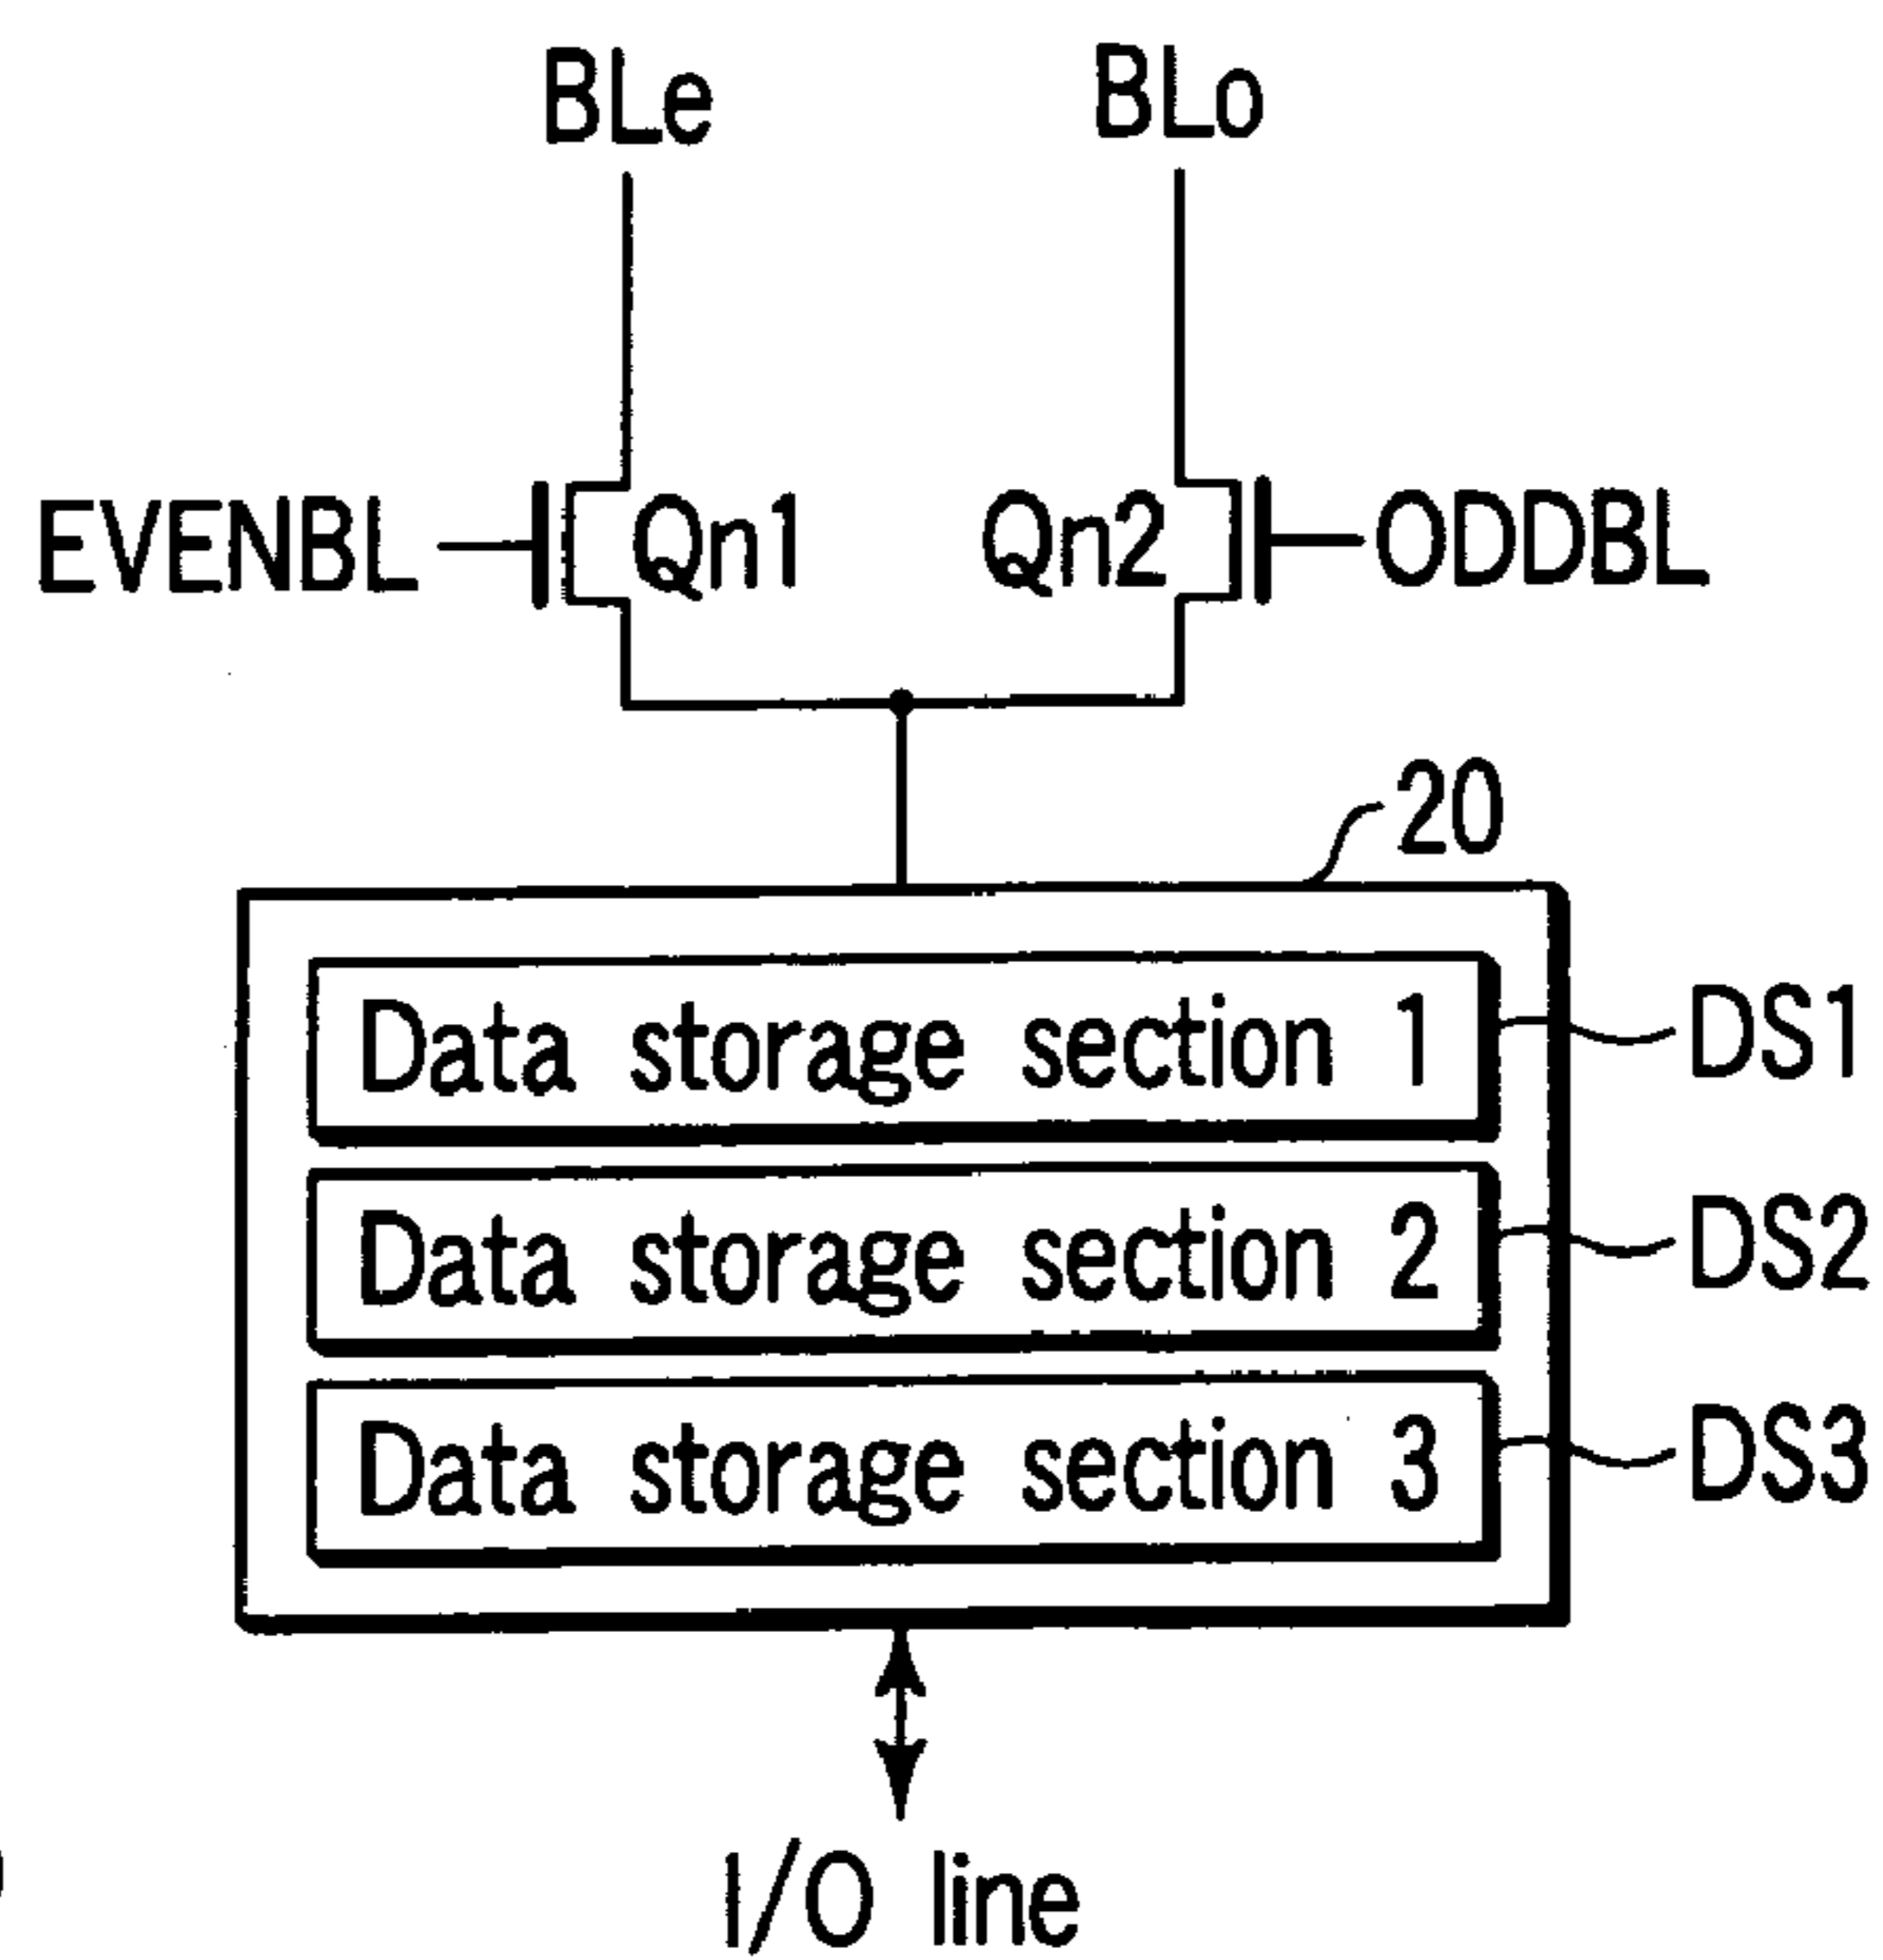 BLe BLo
EVENBL Qn1 Qn2 ODDBL
20
Data storage section 1 DS1
Data storage section 2 DS2
Data storage section 3 DS3
I/O line